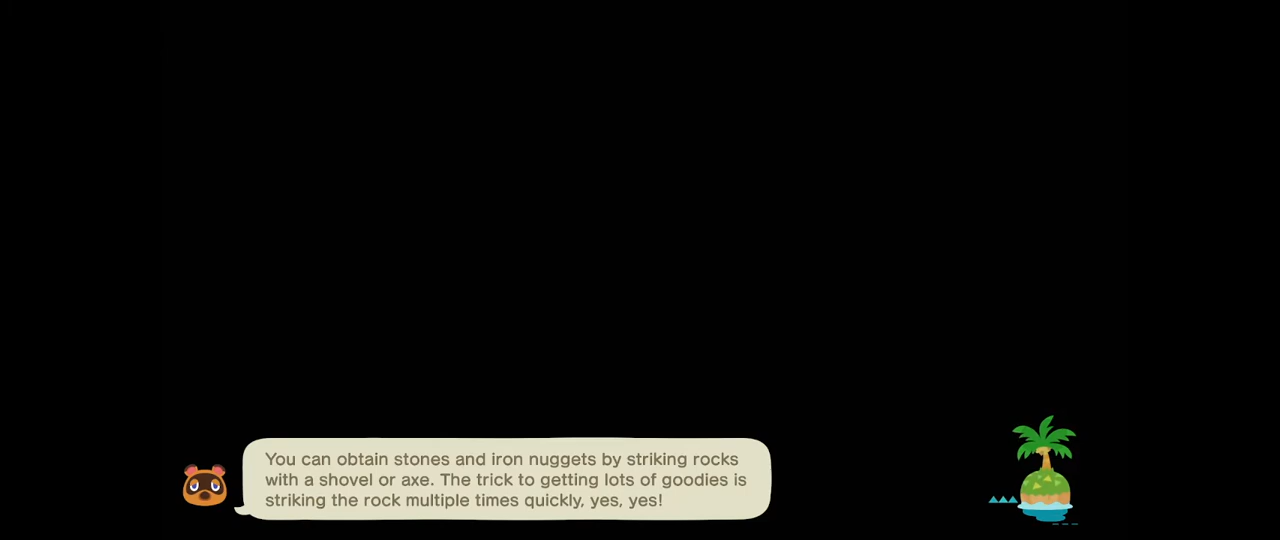 You can obtain stones and iron nuggets by striking rocks
with a shovel or axe. The trick to getting lots of goodies is
striking the rock multiple times quickly, yes, yes!